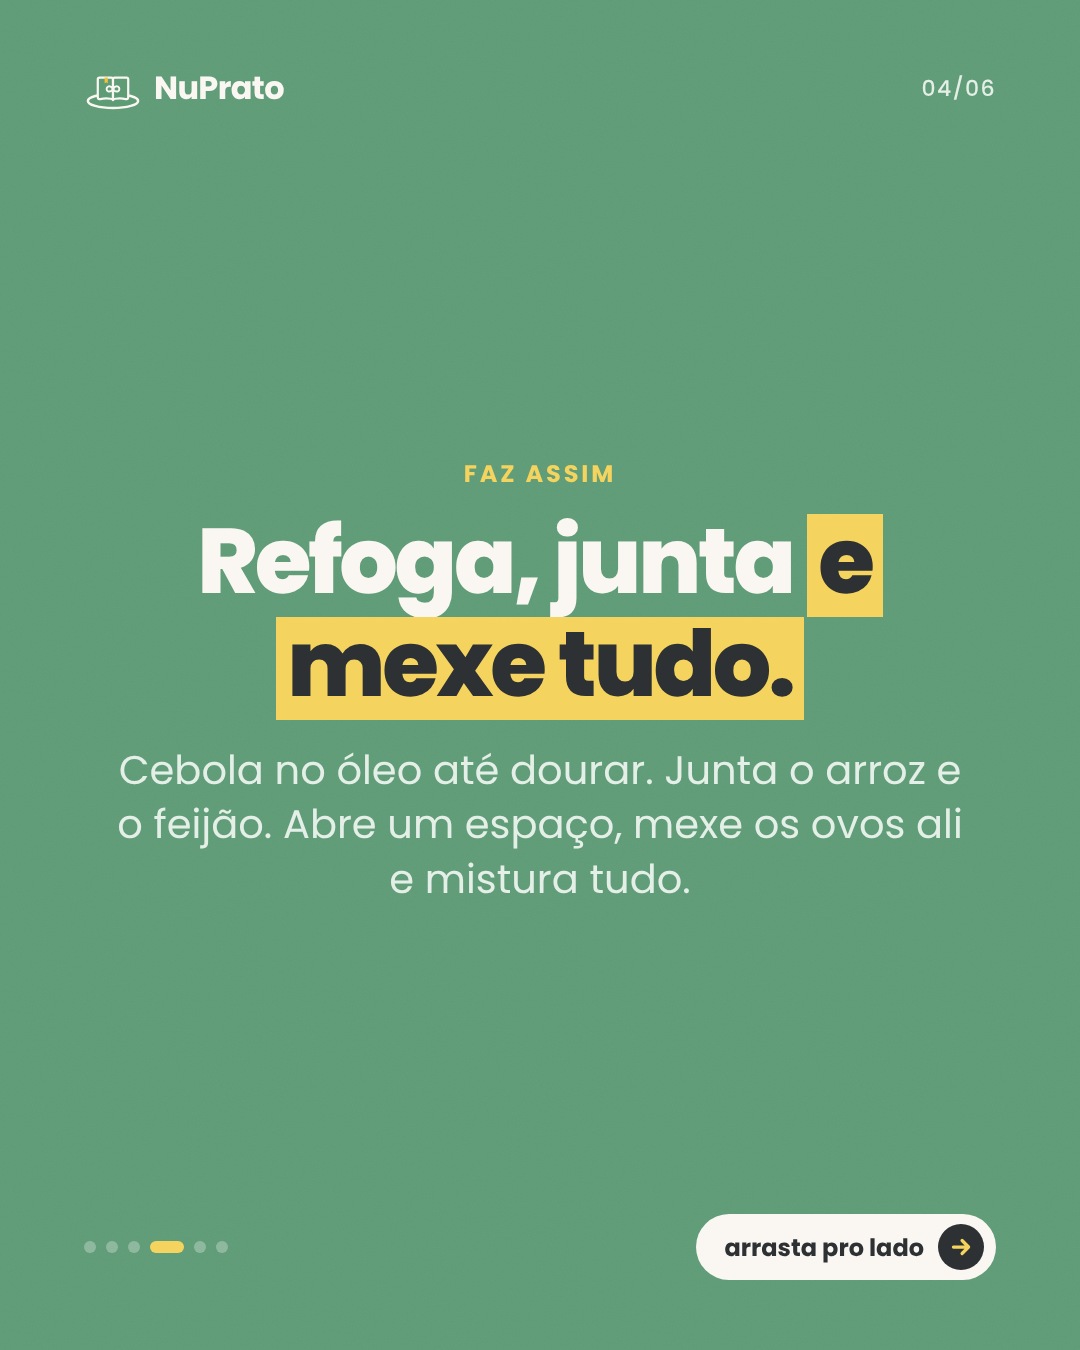 NuPrato
04/06
FAZ ASSIM
Refoga, junta e
mexe tudo.
Cebola no óleo até dourar. Junta o arroz e
o feijão. Abre um espaço, mexe os ovos ali
e mistura tudo.
arrasta pro lado